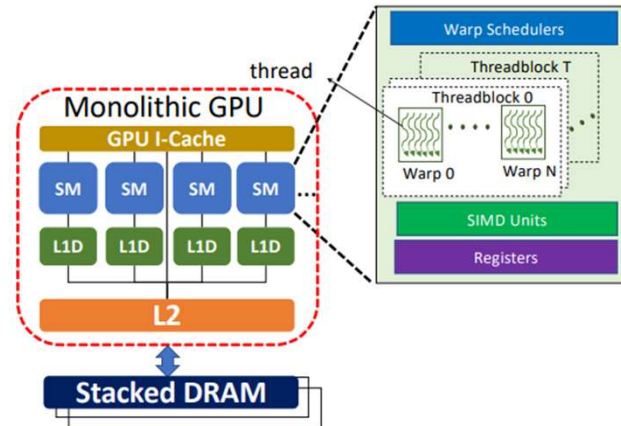 Warp Schedulers
thread
Threadblock T
Monolithic GPU
Threadblock 0
GPU I-Cache
SM SM SM SM ...
Warp 0 Warp N
L1D L1D L1D L1D
SIMD Units
Registers
L2
Stacked DRAM